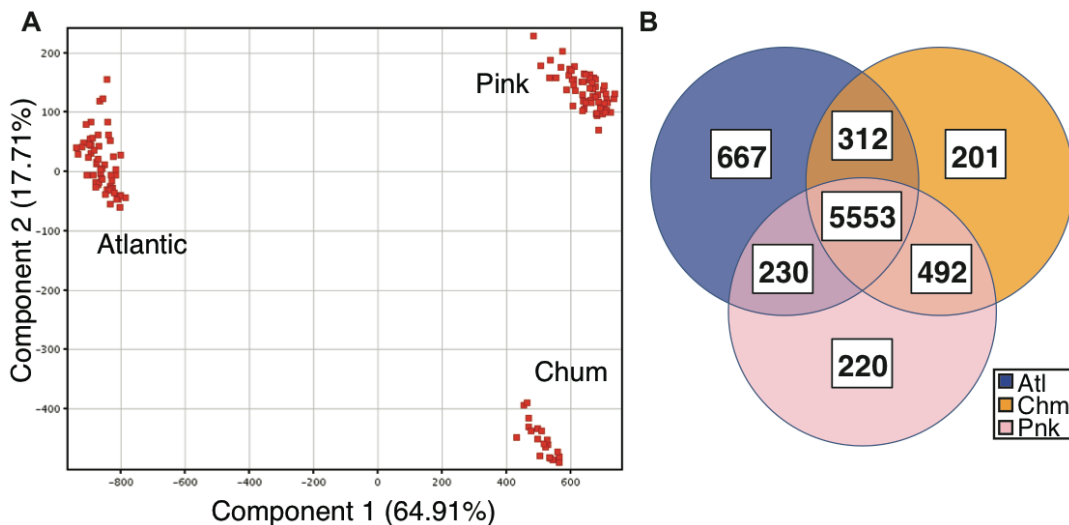 A
B
200
100
0
-100
-200
-300
-400
Pink
Atlantic
Chum
Component 2 (17.71%)
-800
-600
-400
-200
0
200
400
600
Component 1 (64.91%)
667
312
201
5553
230
492
220
Atl
Chm
Pnk